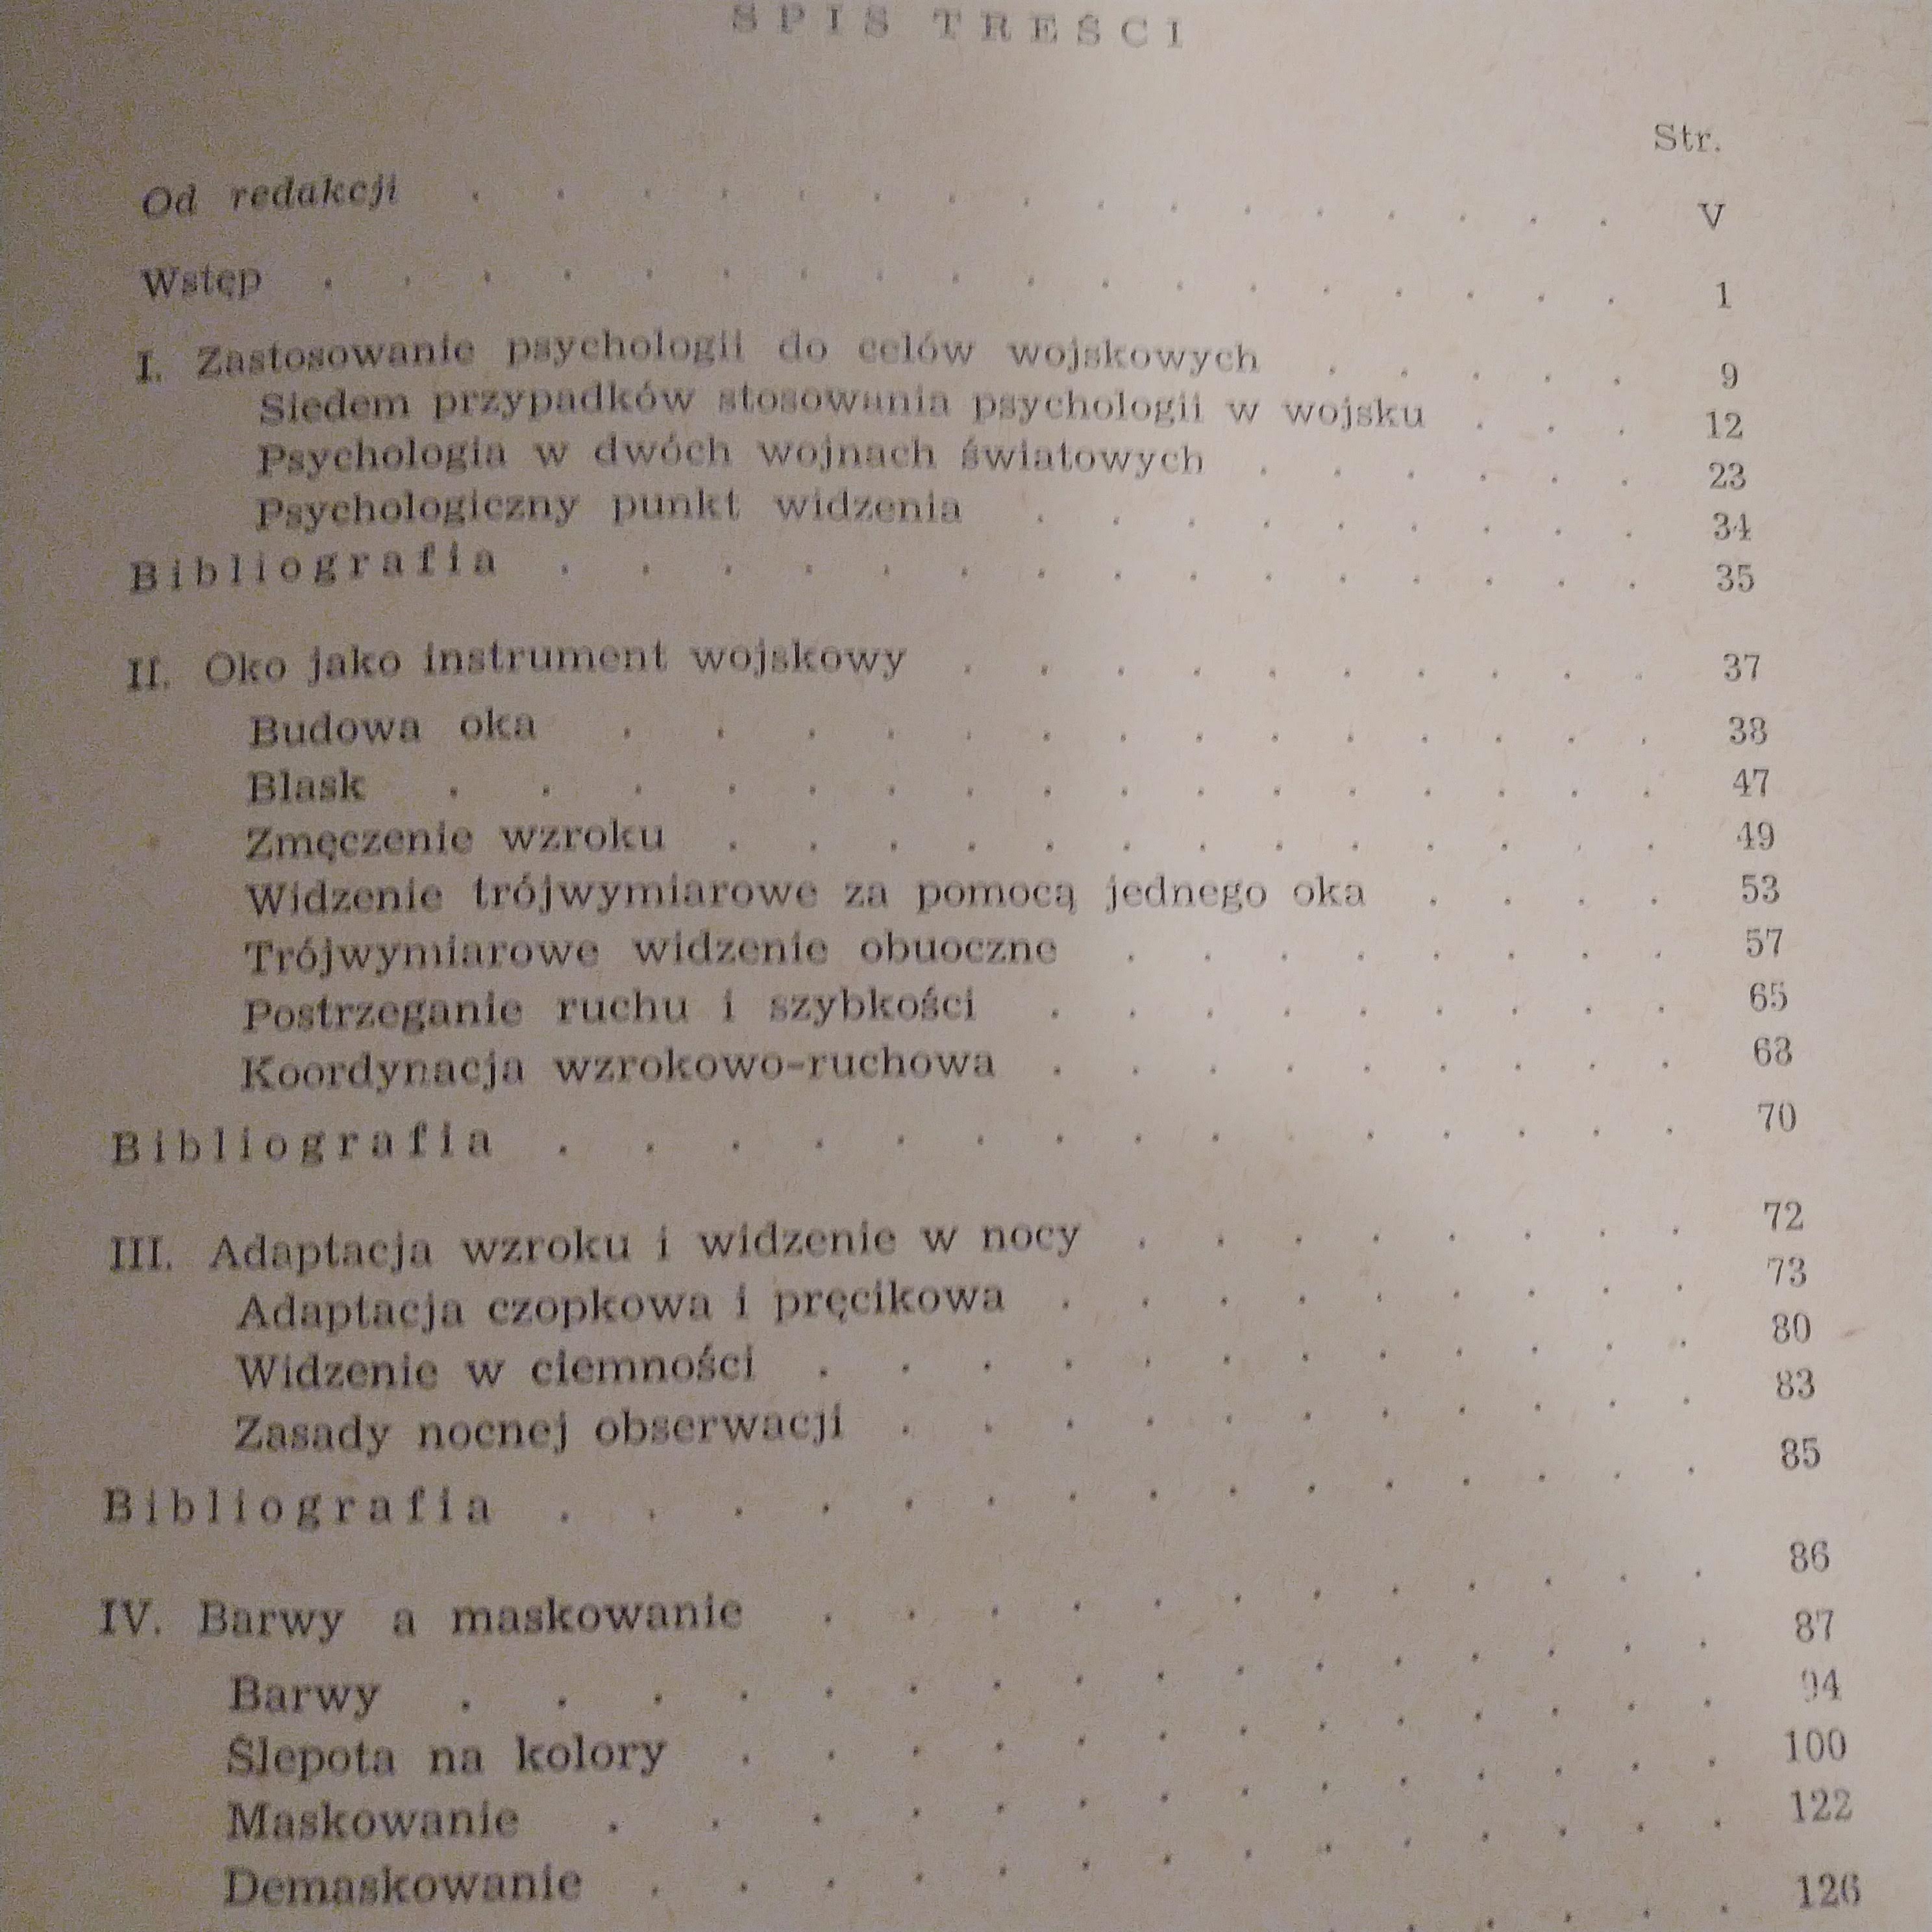 SPIS TREŚCI
Str.
Od redakcji . . . . . . . . . . . . . . . . V
Wstęp . . . . . . . . . . . . . . . . . . 1
I. Zastosowanie psychologii do celów wojskowych . . . . . 9
Siedem przypadków stosowania psychologii w wojsku . . . 12
Psychologia w dwóch wojnach światowych . . . . . . 23
Psychologiczny punkt widzenia . . . . . . . . . 34
Bibliografia . . . . . . . . . . . . . . . 35
II. Oko jako instrument wojskowy . . . . . . . . . . 37
Budowa oka . . . . . . . . . . . . . . 38
Blask . . . . . . . . . . . . . . . . 47
Zmęczenie wzroku . . . . . . . . . . . . . 49
Widzenie trójwymiarowe za pomocą jednego oka . . . . 53
Trójwymiarowe widzenie obuoczne . . . . . . . . 57
Postrzeganie ruchu i szybkości . . . . . . . . . 65
Koordynacja wzrokowo-ruchowa . . . . . . . . . 68
Bibliografia . . . . . . . . . . . . . . . 70
III. Adaptacja wzroku i widzenie w nocy . . . . . . . . 72
Adaptacja czopkowa i pręcikowa . . . . . . . . . 73
Widzenie w ciemności . . . . . . . . . . . . 80
Zasady nocnej obserwacji . . . . . . . . . . . 83
Bibliografia . . . . . . . . . . . . . . . 85
IV. Barwy a maskowanie . . . . . . . . . . . . 86
Barwy . . . . . . . . . . . . . . . . 87
Ślepota na kolory . . . . . . . . . . . . . 94
Maskowanie . . . . . . . . . . . . . . 100
Demaskowanie . . . . . . . . . . . . . . 122
126